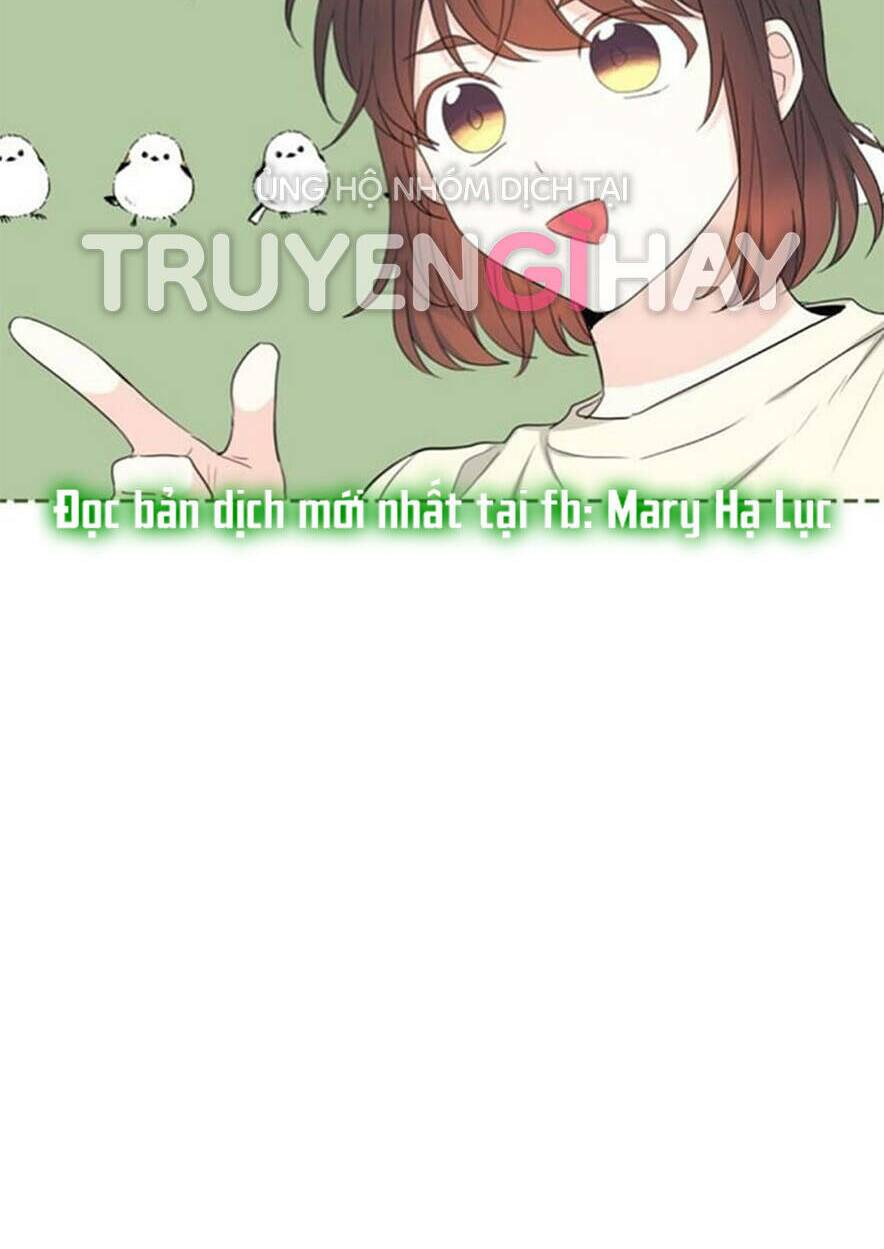 ỦNG HỘ NHÓM DỊCH TẠI
TRUYENGIHAY
Đọc bản dịch mới nhất tại fb: Mary Hạ Lục